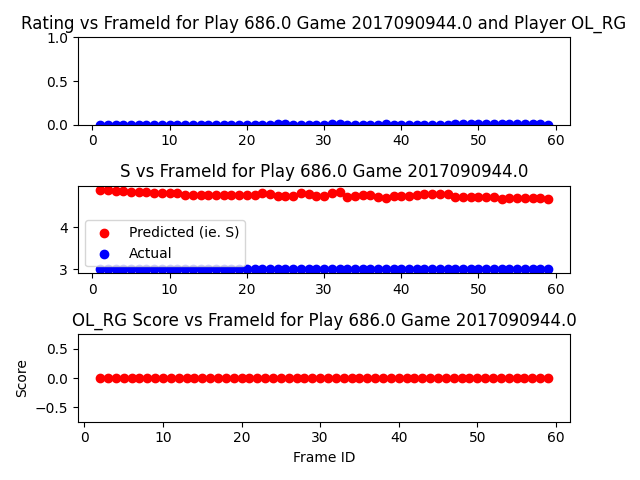 Rating vs FrameId for Play 686.0 Game 2017090944.0 and Player OL_RG
1.0
0.5
0.0
0 10 20 30 40 50 60
S vs FrameId for Play 686.0 Game 2017090944.0
4
3
Predicted (ie. S)
Actual
0 10 20 30 40 50 60
OL_RG Score vs FrameId for Play 686.0 Game 2017090944.0
Score
0.5
0.0
−0.5
0 10 20 30 40 50 60
Frame ID